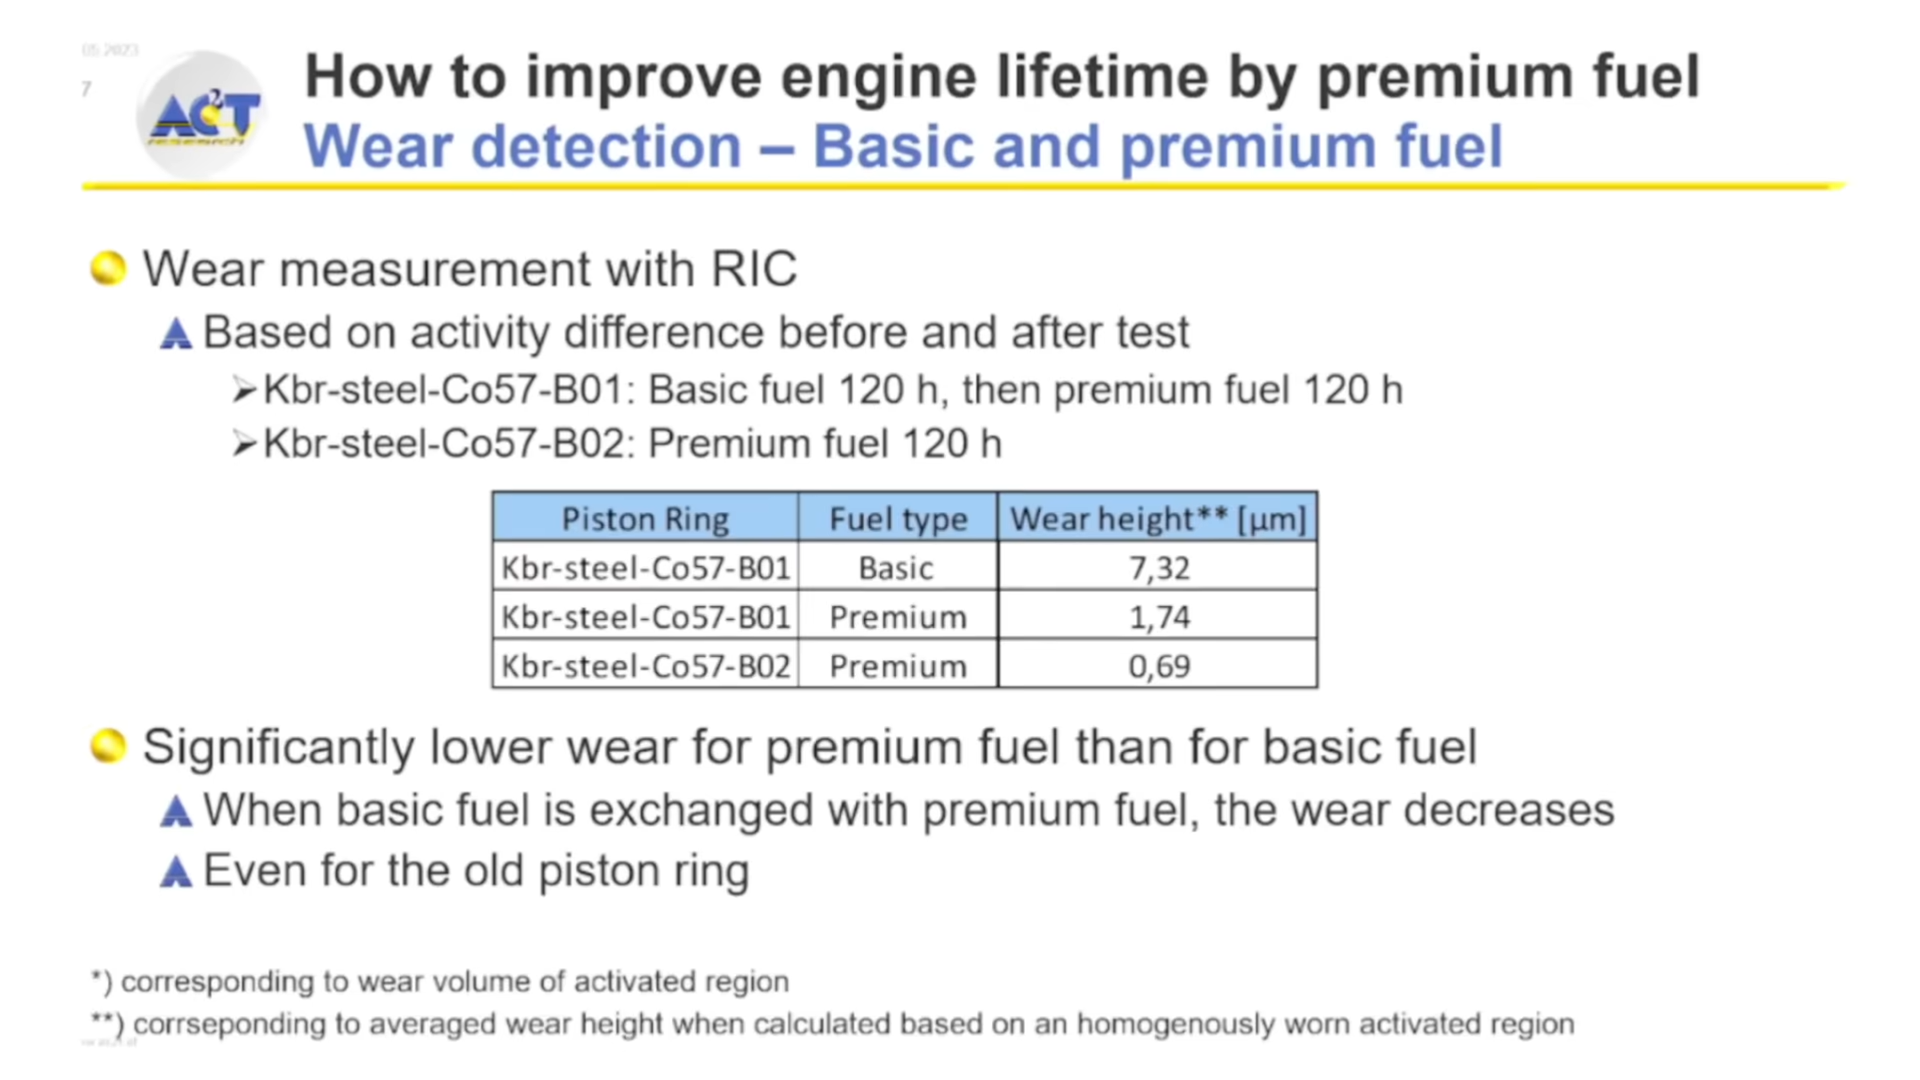 05.2023
7
AC²T
research
How to improve engine lifetime by premium fuel
Wear detection – Basic and premium fuel
Wear measurement with RIC
Based on activity difference before and after test
Kbr-steel-Co57-B01: Basic fuel 120 h, then premium fuel 120 h
Kbr-steel-Co57-B02: Premium fuel 120 h
Piston Ring Fuel type Wear height** [µm]
Kbr-steel-Co57-B01 Basic 7,32
Kbr-steel-Co57-B01 Premium 1,74
Kbr-steel-Co57-B02 Premium 0,69
Significantly lower wear for premium fuel than for basic fuel
When basic fuel is exchanged with premium fuel, the wear decreases
Even for the old piston ring
*) corresponding to wear volume of activated region
**) corrseponding to averaged wear height when calculated based on an homogenously worn activated region